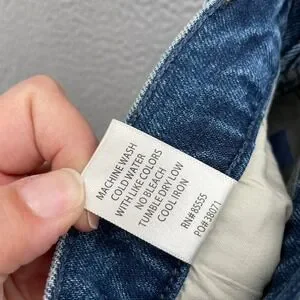 MACHINE WASH
COLD WATER
WITH LIKE COLORS
NO BLEACH
TUMBLE DRY LOW
COOL IRON
RN# 85555
PO# 38071